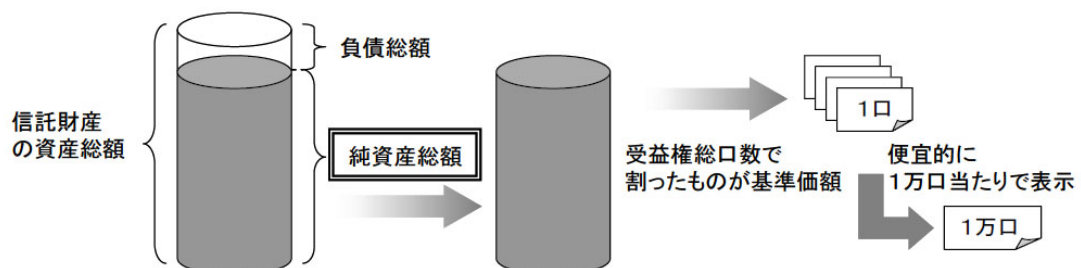 負債総額
信託財産
の資産総額
純資産総額
受益権総口数で
割ったものが基準価額
1口
便宜的に
1万口当たりで表示
1万口